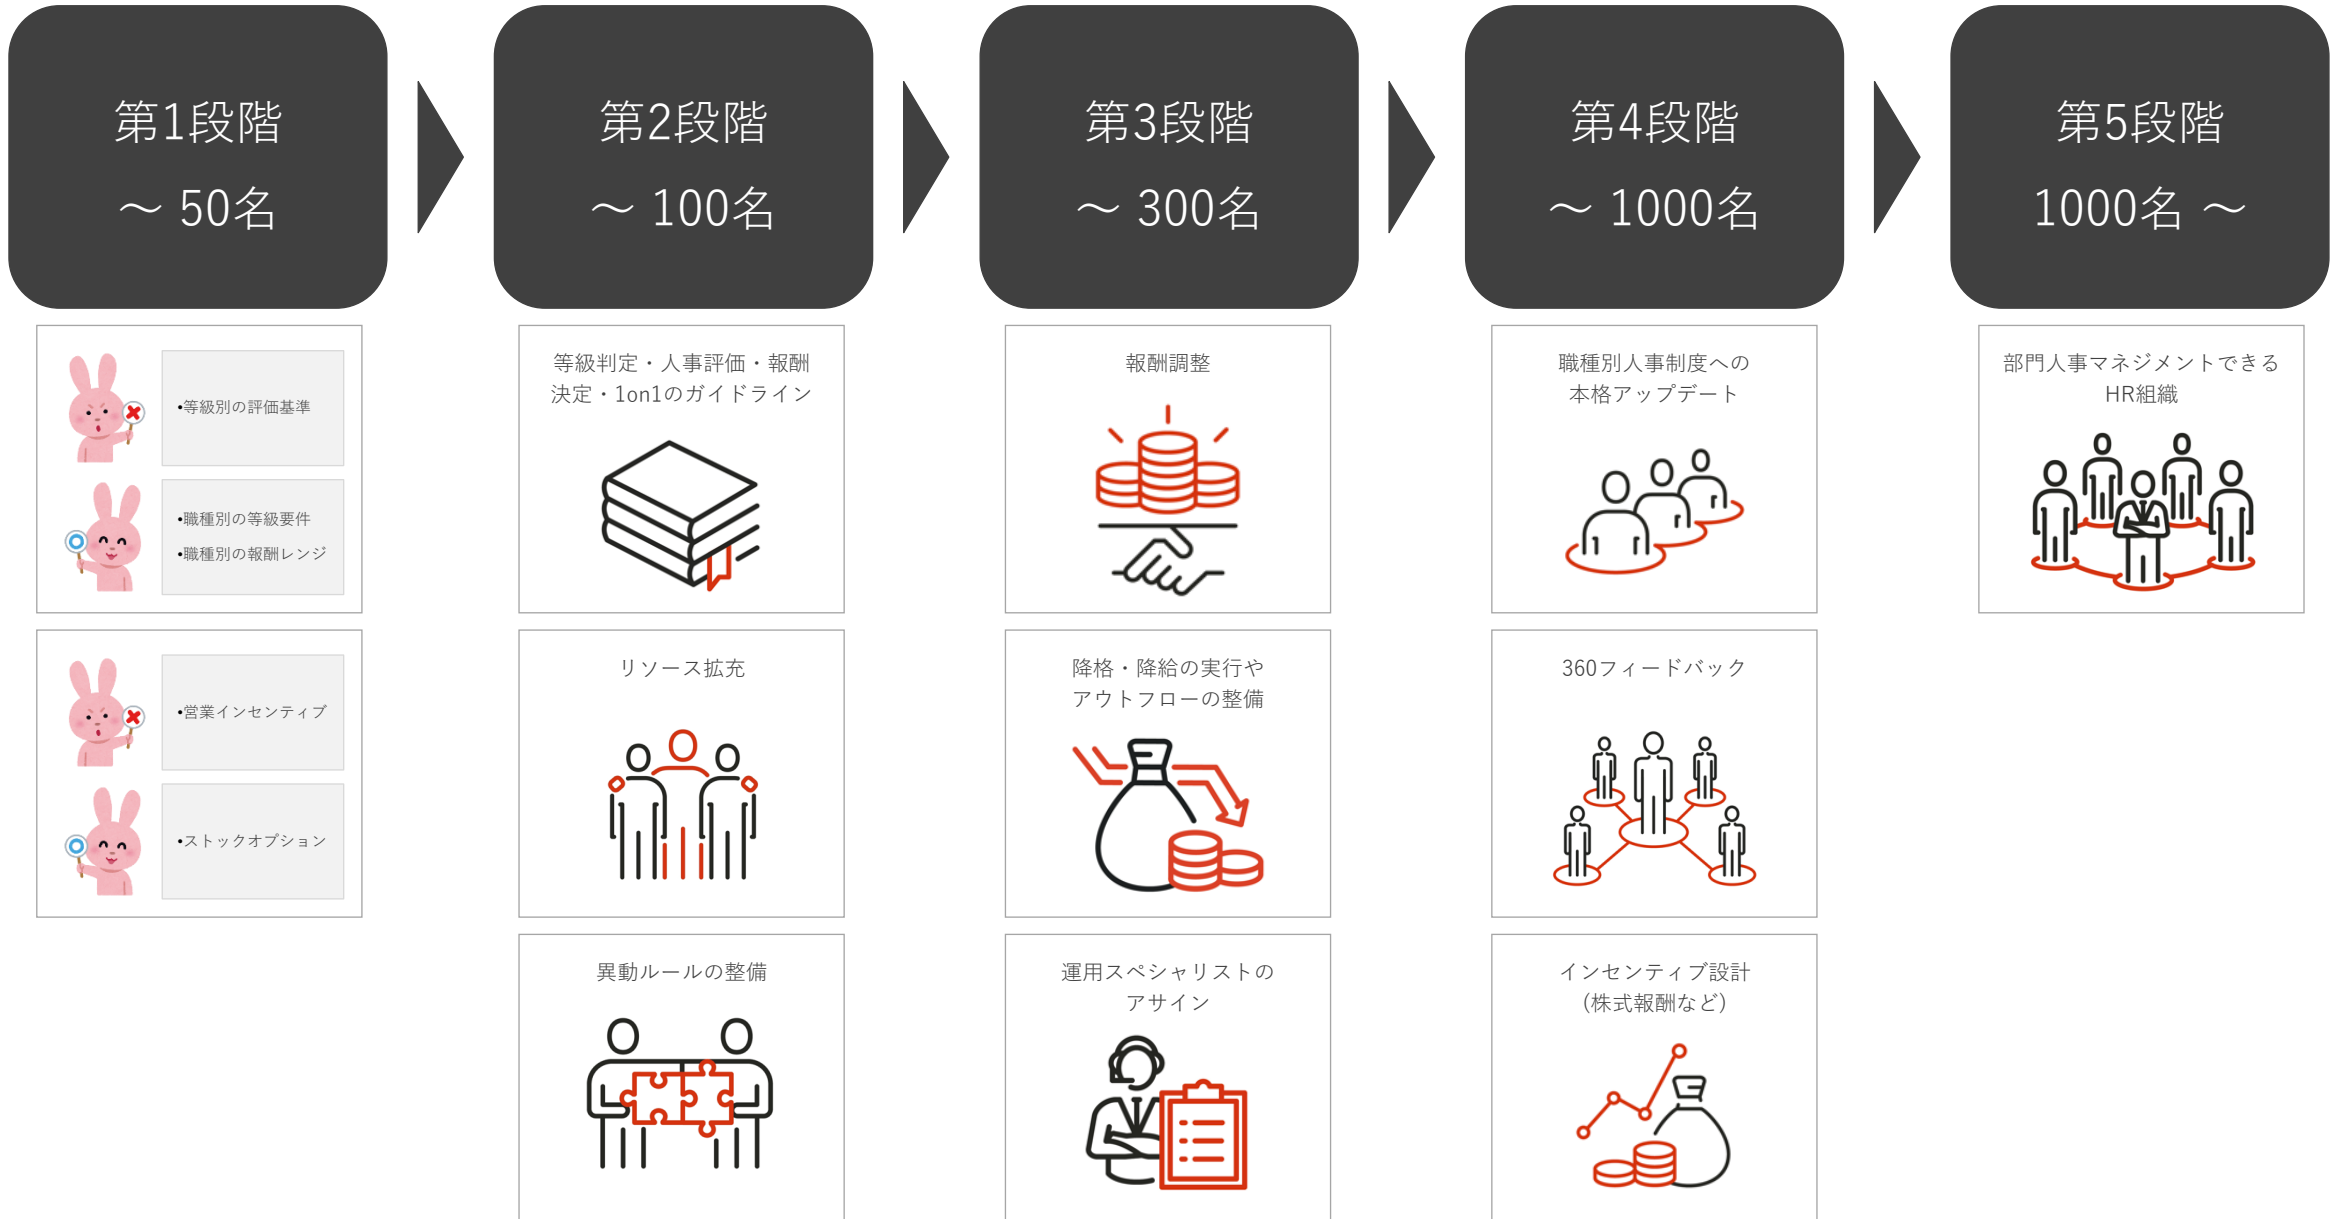 第1段階
～ 50名
第2段階
～ 100名
第3段階
～ 300名
第4段階
～ 1000名
第5段階
1000名 ～
•等級別の評価基準
•職種別の等級要件
•職種別の報酬レンジ
•営業インセンティブ
•ストックオプション
等級判定・人事評価・報酬
決定・1on1のガイドライン
リソース拡充
異動ルールの整備
報酬調整
降格・降給の実行や
アウトフローの整備
運用スペシャリストの
アサイン
職種別人事制度への
本格アップデート
360フィードバック
インセンティブ設計
(株式報酬など)
部門人事マネジメントできる
HR組織